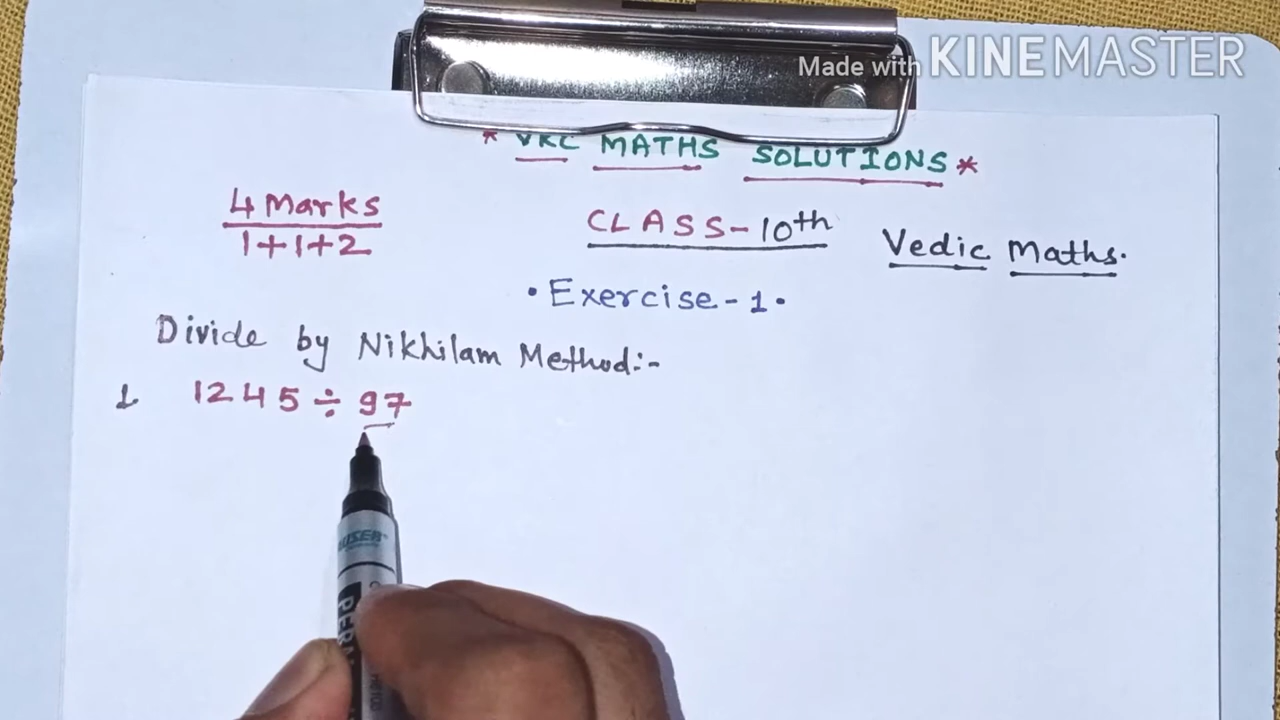 Made with KINEMASTER
* VKC MATHS SOLUTIONS *
4 Marks
1+1+2
CLASS-10th
Vedic Maths.
• Exercise-1 •
Divide by Nikhilam Method:-
1. 1245 ÷ 97